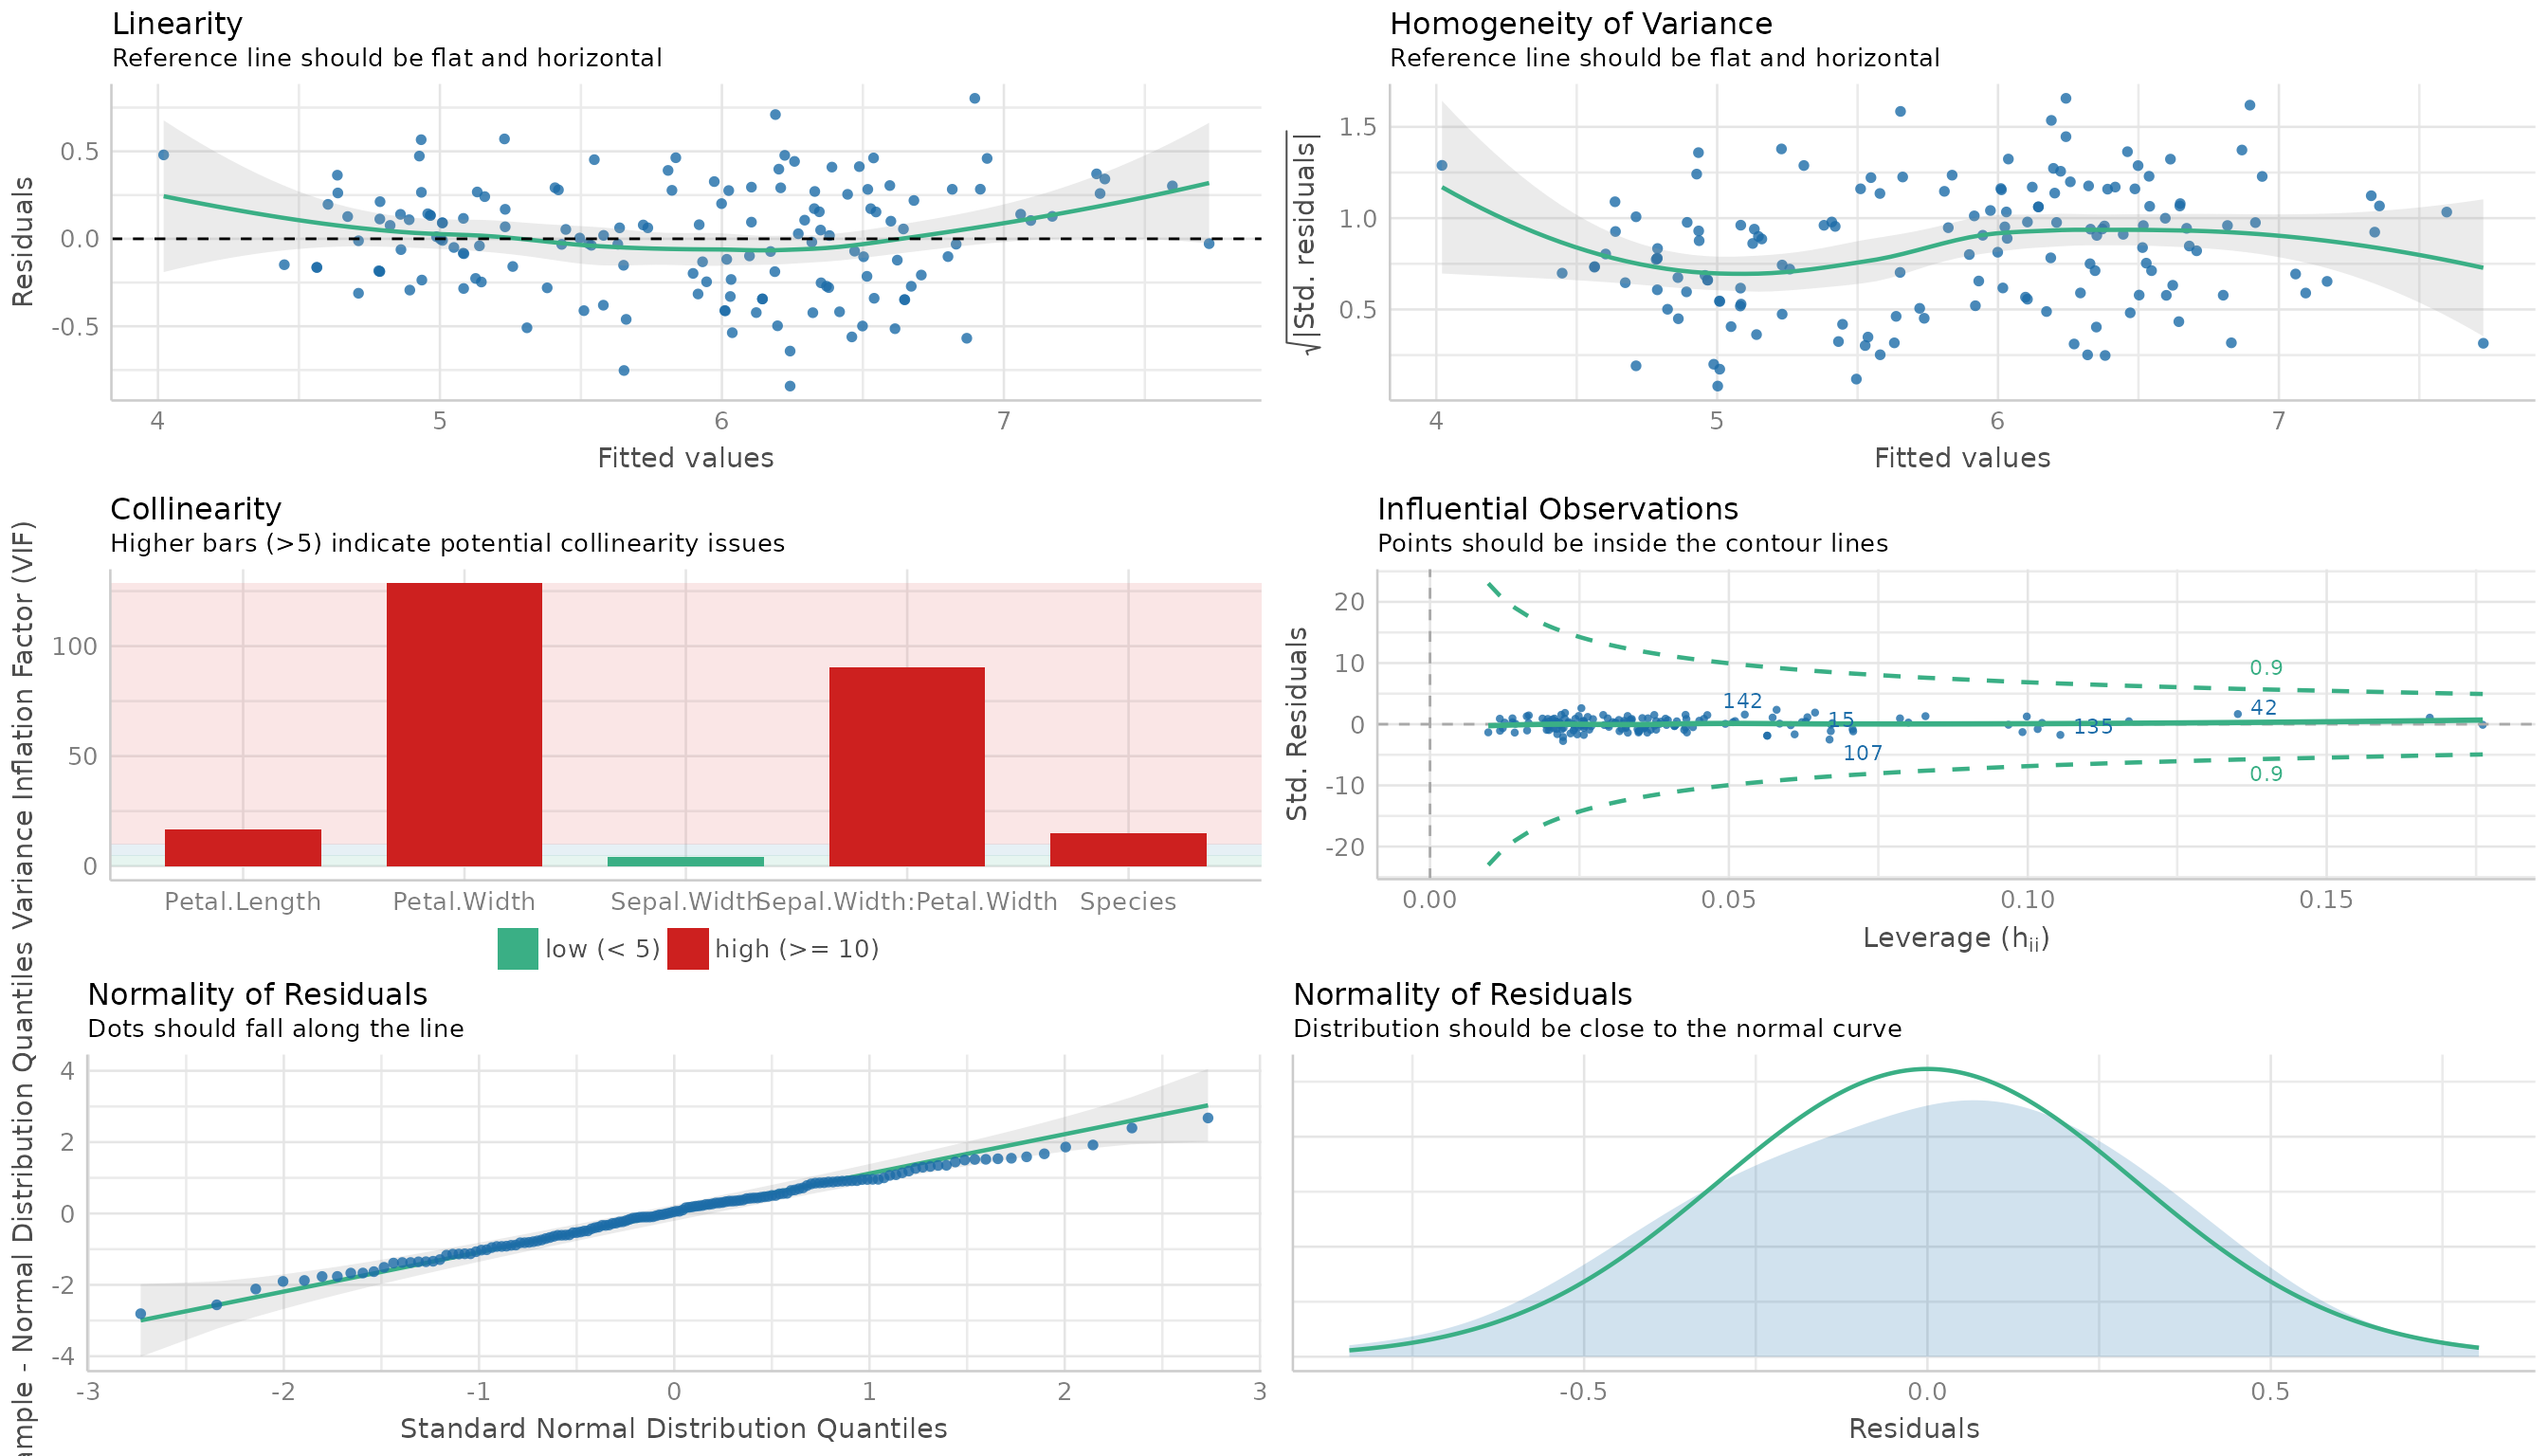 Linearity
Reference line should be flat and horizontal
Residuals
0.5
0.0
-0.5
4 5 6 7
Fitted values
Homogeneity of Variance
Reference line should be flat and horizontal
√|Std. residuals|
1.5
1.0
0.5
4 5 6 7
Fitted values
Collinearity
Higher bars (>5) indicate potential collinearity issues
Variance Inflation Factor (VIF)
100
50
0
Petal.Length Petal.Width Sepal.Width Sepal.Width:Petal.Width Species
low (< 5) high (>= 10)
Influential Observations
Points should be inside the contour lines
Std. Residuals
20
10
0
-10
-20
0.9
142
15
42
135
107
0.9
0.00 0.05 0.10 0.15
Leverage (hᵢᵢ)
Normality of Residuals
Dots should fall along the line
- Normal Distribution Quantiles
4
2
0
-2
-4
-3 -2 -1 0 1 2 3
Standard Normal Distribution Quantiles
Normality of Residuals
Distribution should be close to the normal curve
-0.5 0.0 0.5
Residuals